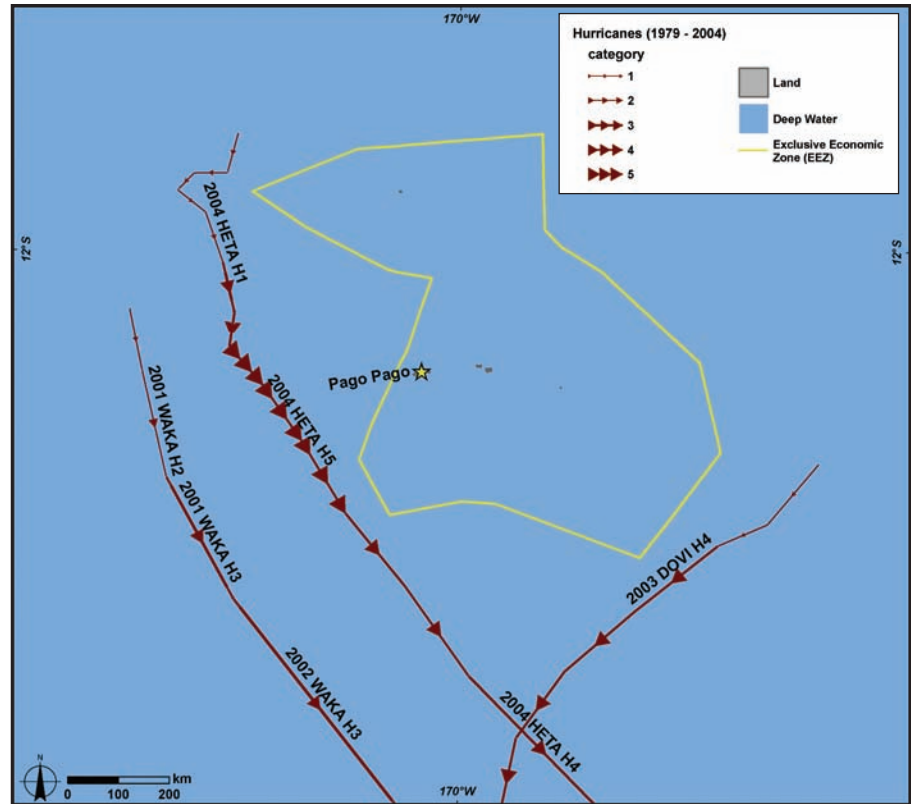 170°W
Hurricanes (1979 - 2004)
category
1
2
3
4
5
Land
Deep Water
Exclusive Economic
Zone (EEZ)
12°S
12°S
2004 HETA H1
Pago Pago
2001 WAKA H2
2004 HETA H5
2001 WAKA H3
2003 DOVI H4
2002 WAKA H3
2004 HETA H4
N
km
0 100 200
170°W